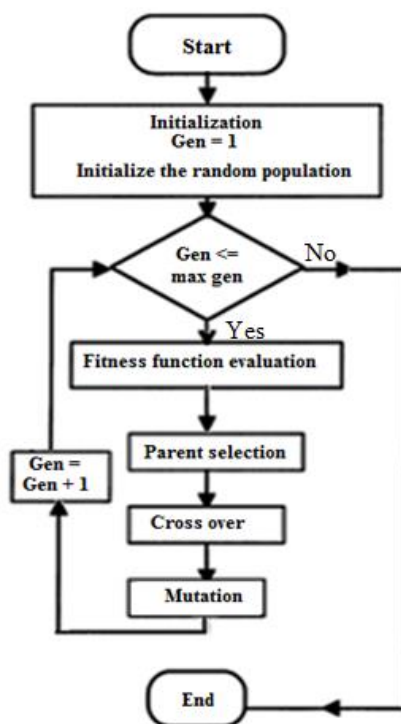 Start
Initialization
Gen = 1
Initialize the random population
Gen <=
max gen
No
Yes
Fitness function evaluation
Parent selection
Gen =
Gen + 1
Cross over
Mutation
End